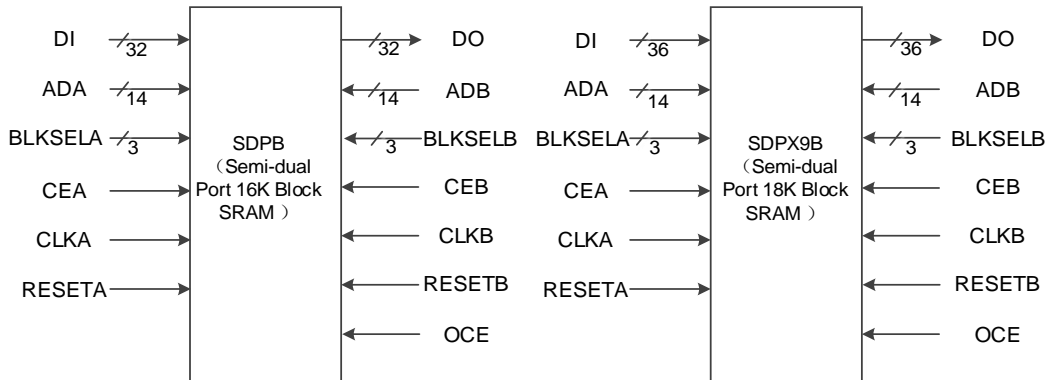 DI
32
32
DO
DI
36
36
DO
ADA
14
14
ADB
ADA
14
14
ADB
BLKSELA
3
3
BLKSELB
BLKSELA
3
3
BLKSELB
SDPB
（Semi-dual
Port 16K Block
SRAM ）
SDPX9B
（Semi-dual
Port 18K Block
SRAM ）
CEA
CEB
CEA
CEB
CLKA
CLKB
CLKA
CLKB
RESETA
RESETB
RESETA
RESETB
OCE
OCE